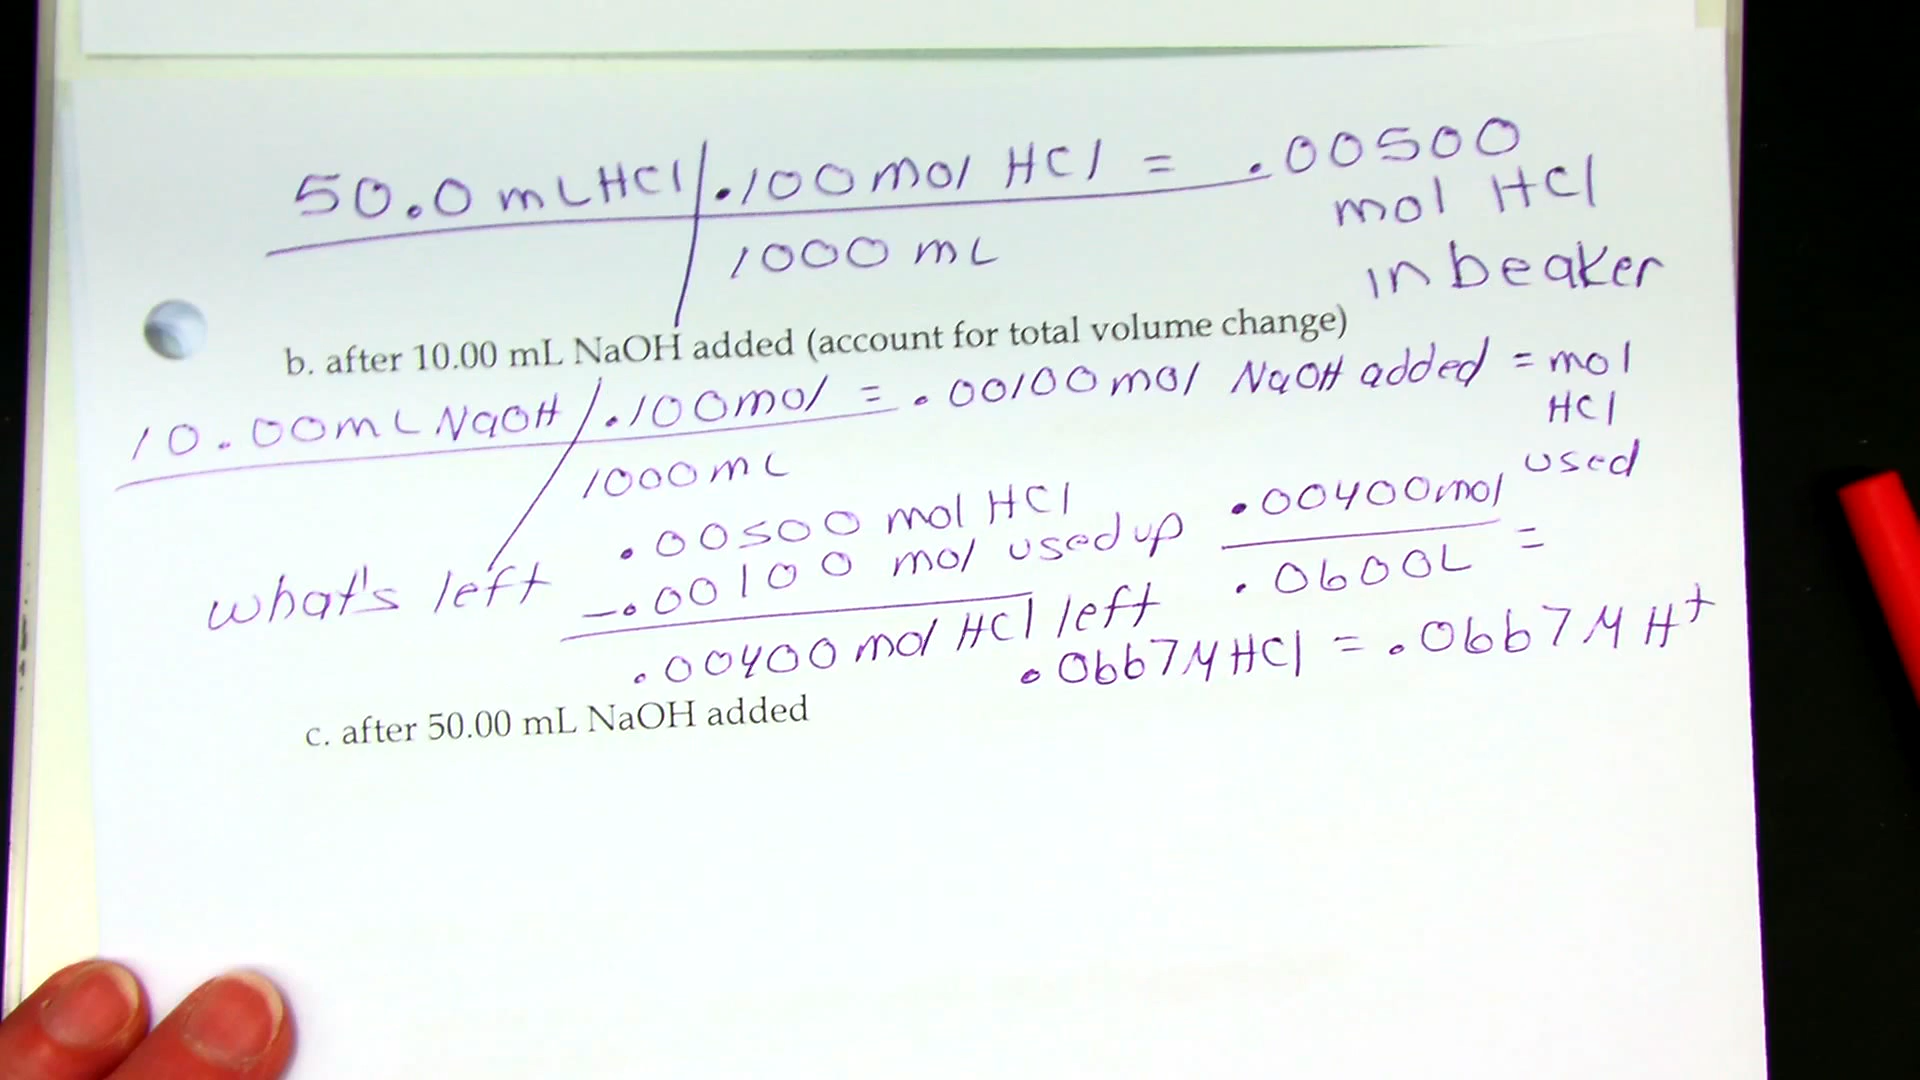 50.0 mL HCl / .100 mol HCl = .00500
1000 mL
mol HCl
in beaker
b. after 10.00 mL NaOH added (account for total volume change)
10.00 mL NaOH / .100 mol = .00100 mol NaOH added = mol
HCl
used
1000 mL
.00500 mol HCl
what's left -.00100 mol used up
.00400 mol HCl left
.00400 mol
.0600L =
.0667 M HCl = .0667 M H+
c. after 50.00 mL NaOH added